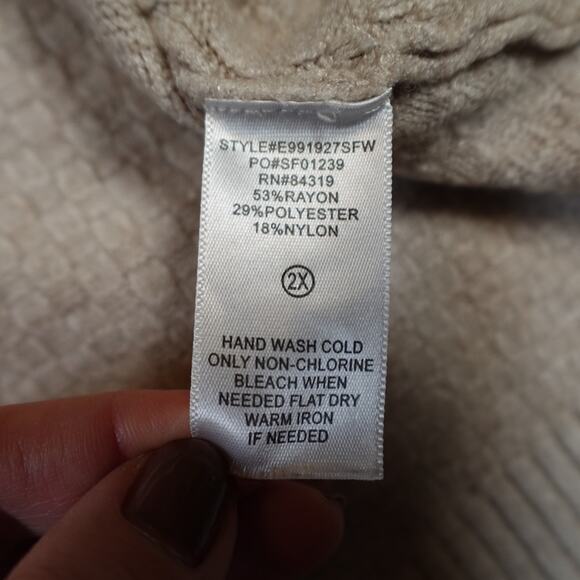 STYLE#E991927SFW
PO#SF01239
RN#84319
53%RAYON
29%POLYESTER
18%NYLON
2X
HAND WASH COLD
ONLY NON-CHLORINE
BLEACH WHEN
NEEDED FLAT DRY
WARM IRON
IF NEEDED